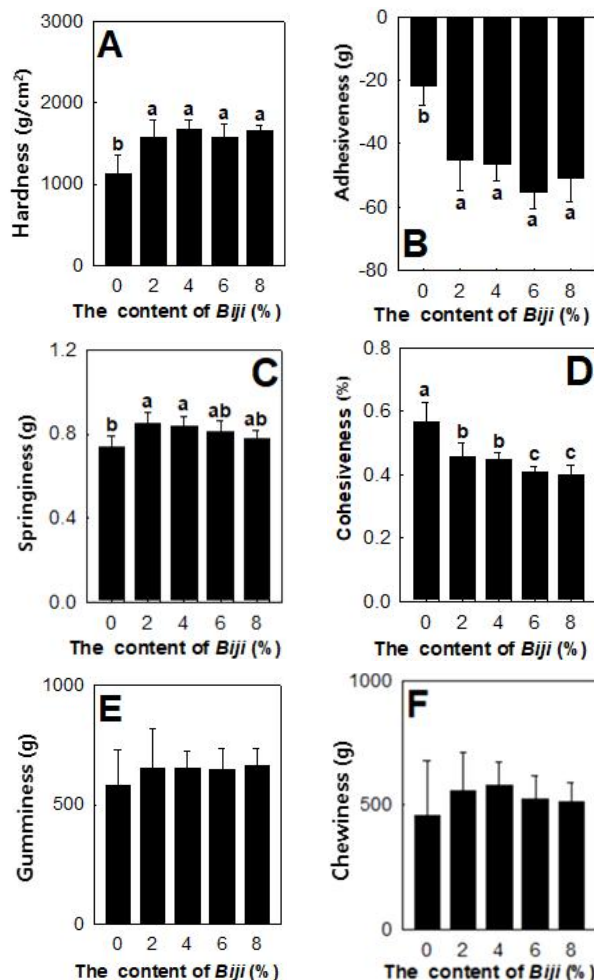 A
Hardness (g/cm²)
3000
2000
1000
0
b a a a a
0 2 4 6 8
The content of Biji (%)
B
Adhesiveness (g)
0
-20
-40
-60
-80
b a a a a
0 2 4 6 8
The content of Biji (%)
C
Springiness (g)
1.2
0.8
0.4
0.0
b a a ab ab
0 2 4 6 8
The content of Biji (%)
D
Cohesiveness (%)
0.8
0.6
0.4
0.2
0.0
a b b c c
0 2 4 6 8
The content of Biji (%)
E
Gumminess (g)
1000
500
0
0 2 4 6 8
The content of Biji (%)
F
Chewiness (g)
1000
500
0
0 2 4 6 8
The content of Biji (%)